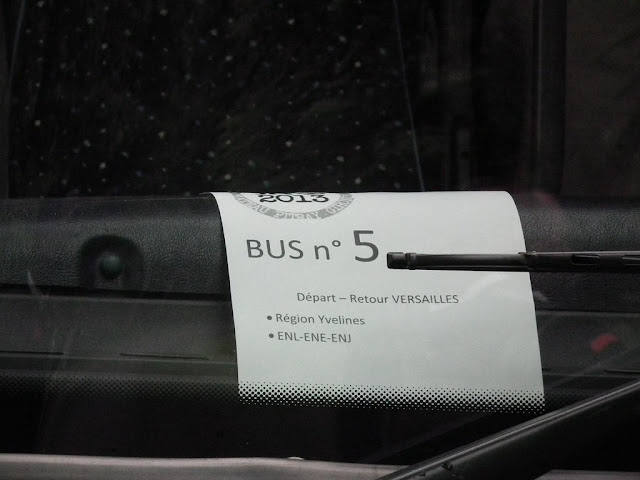 2013
BUS n° 5
Départ – Retour VERSAILLES
• Région Yvelines
• ENL-ENE-ENJ